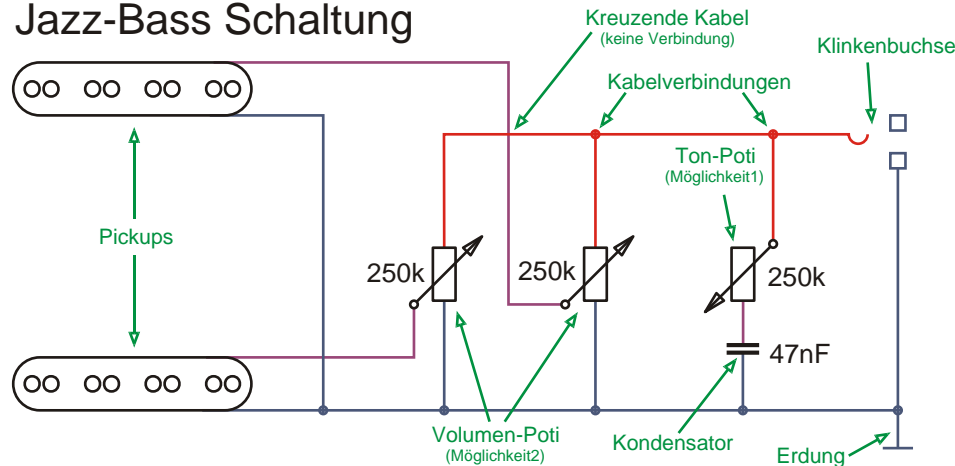 Jazz-Bass Schaltung
Kreuzende Kabel
(keine Verbindung)
Klinkenbuchse
Kabelverbindungen
Ton-Poti
(Möglichkeit1)
Pickups
250k
250k
250k
47nF
Volumen-Poti
(Möglichkeit2)
Kondensator
Erdung